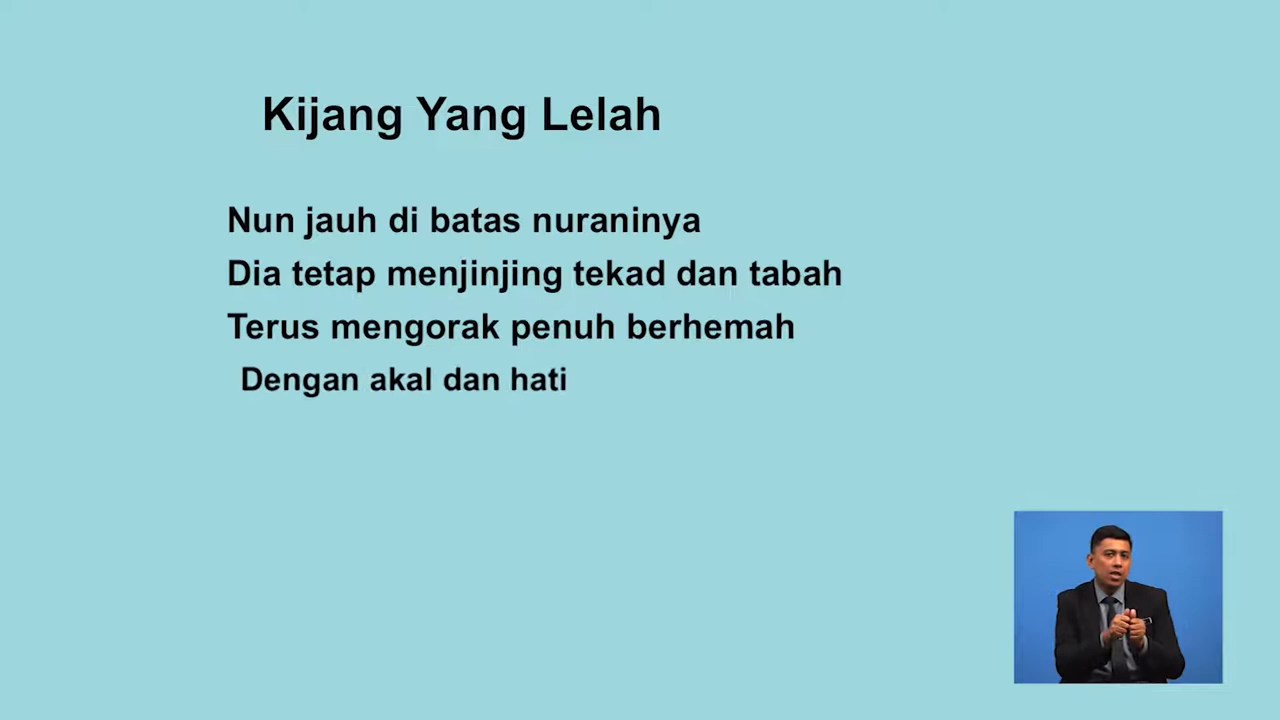 Kijang Yang Lelah
Nun jauh di batas nuraninya
Dia tetap menjinjing tekad dan tabah
Terus mengorak penuh berhemah
Dengan akal dan hati